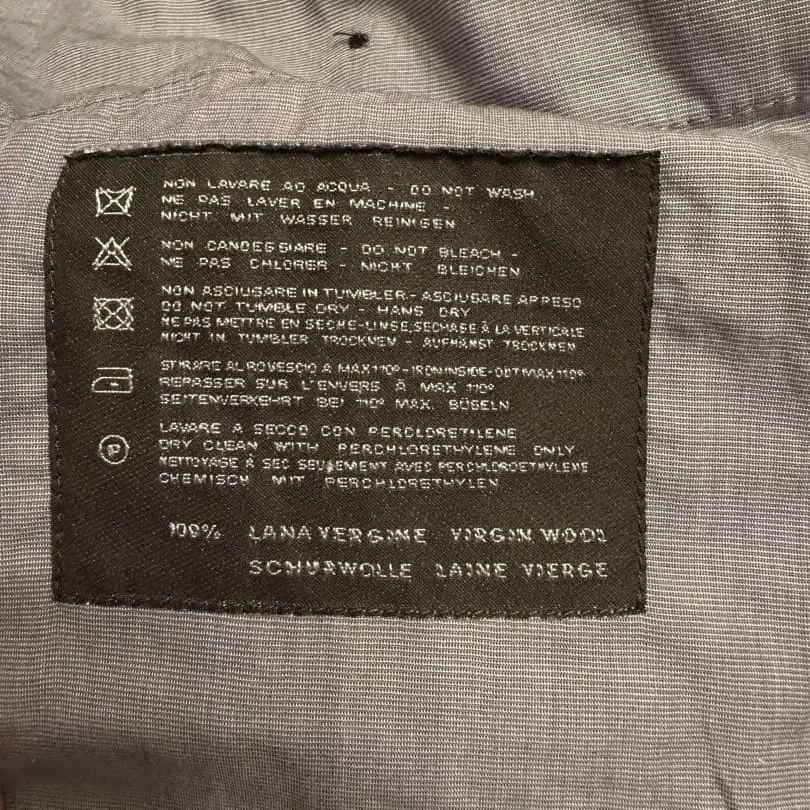 NON LAVARE AD ACQUA - DO NOT WASH
NE PAS LAVER EN MACHINE -
NICHT MIT WASSER REINIGEN
NON CANDEGGIARE - DO NOT BLEACH -
NE PAS CHLORER - NICHT BLEICHEN
NON ASCIUGARE IN TUMBLER - ASCIUGARE APPESO
DO NOT TUMBLE DRY - HANG DRY
NE PAS METTRE EN SECHE-LINGE, SECHAGE À LA VERTICALE
NICHT IN TUMBLER TROCKNEN - AUFHANGT TROCKNEN
STIRARE AL ROVESCIO A MAX 110° - IRON INSIDE-OUT MAX 110°
REPASSER SUR L'ENVERS À MAX 110°
SEITENVERKEHRT BEI 110° MAX. BÜGELN
P
LAVARE A SECCO CON PERCLORETILENE
DRY CLEAN WITH PERCHLORETHYLENE ONLY
NETTOYAGE À SEC SEULEMENT AVEC PERCHLOROETHYLENE
CHEMISCH MIT PERCHLORETHYLEN
100% LANA VERGINE VIRGIN WOOL
SCHURWOLLE LAINE VIERGE